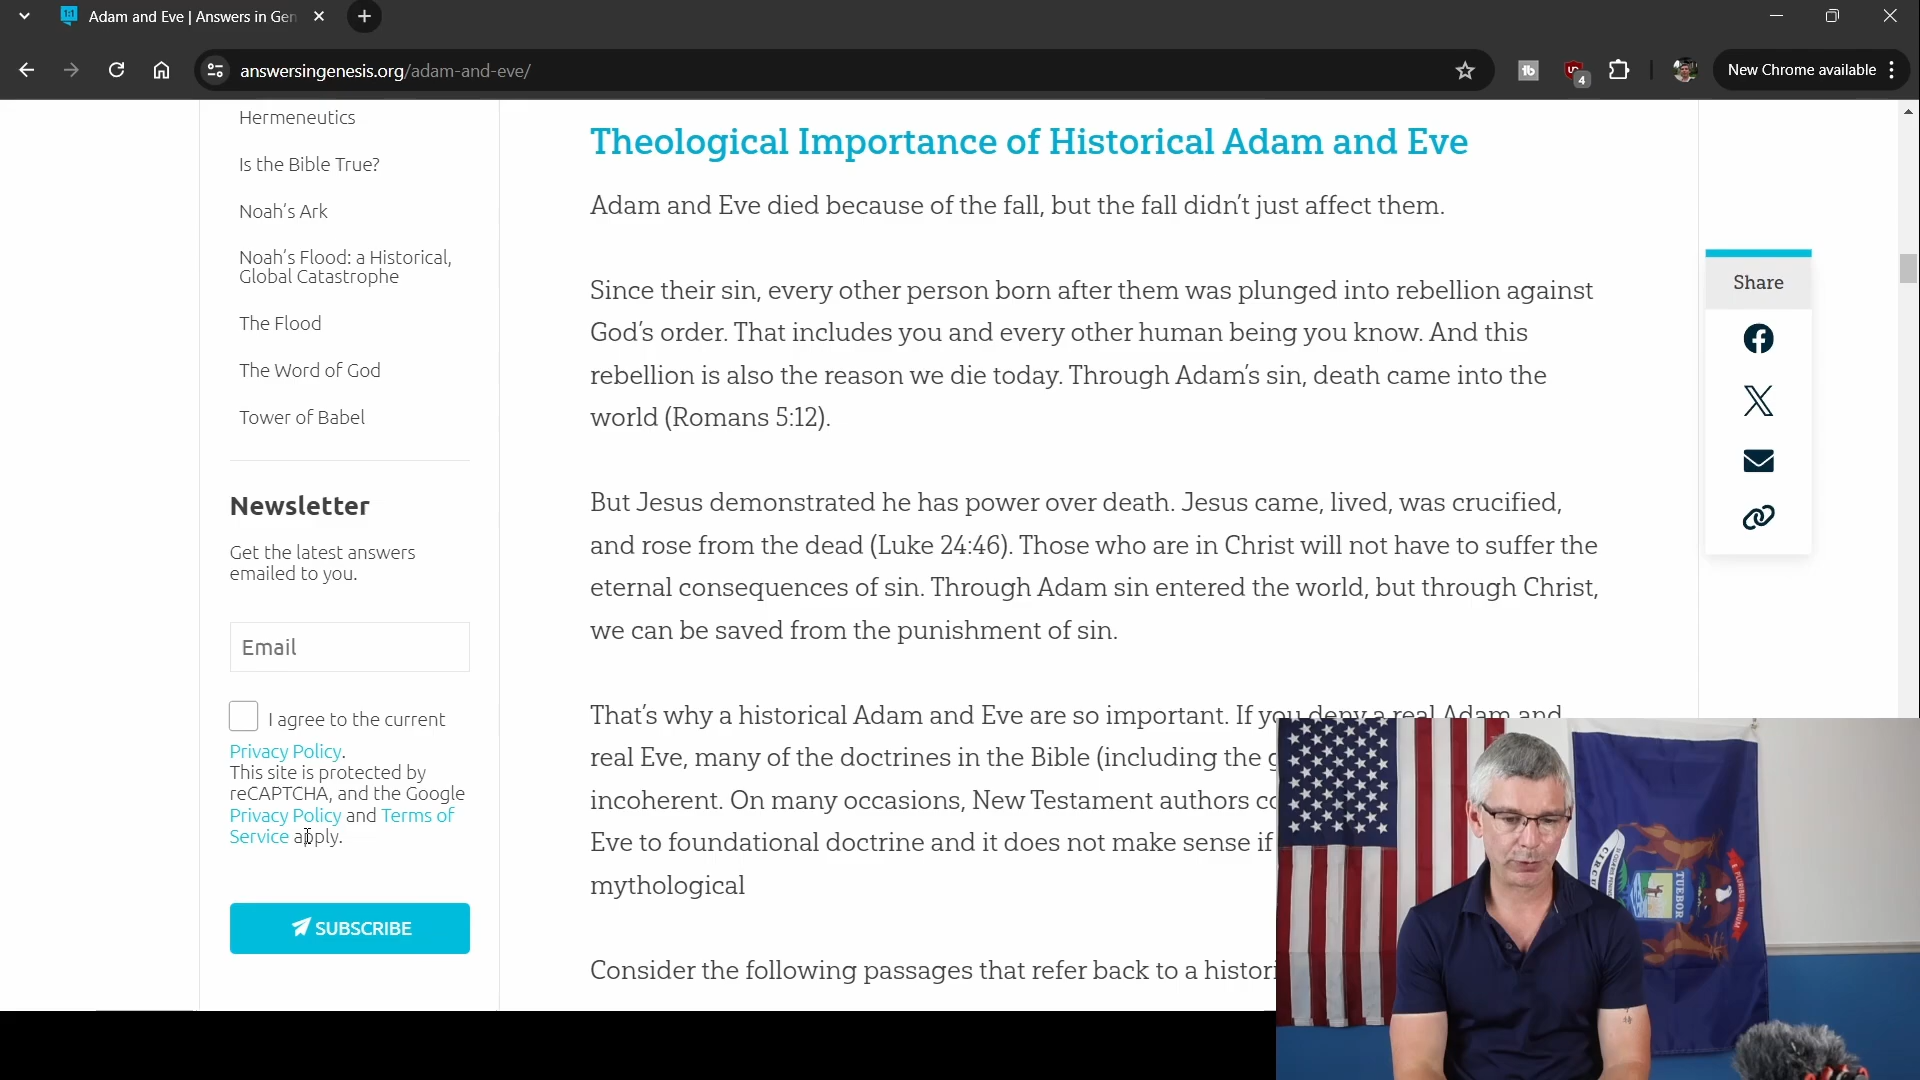 Adam and Eve | Answers in Gen
answersingenesis.org/adam-and-eve/
4
New Chrome available
Hermeneutics
Is the Bible True?
Noah's Ark
Noah's Flood: a Historical,
Global Catastrophe
The Flood
The Word of God
Tower of Babel
Newsletter
Get the latest answers
emailed to you.
Email
I agree to the current
Privacy Policy.
This site is protected by
reCAPTCHA, and the Google
Privacy Policy and Terms of
Service apply.
SUBSCRIBE
Theological Importance of Historical Adam and Eve
Adam and Eve died because of the fall, but the fall didn't just affect them.
Since their sin, every other person born after them was plunged into rebellion against
God's order. That includes you and every other human being you know. And this
rebellion is also the reason we die today. Through Adam's sin, death came into the
world (Romans 5:12).
But Jesus demonstrated he has power over death. Jesus came, lived, was crucified,
and rose from the dead (Luke 24:46). Those who are in Christ will not have to suffer the
eternal consequences of sin. Through Adam sin entered the world, but through Christ,
we can be saved from the punishment of sin.
That's why a historical Adam and Eve are so important. If you deny a real Adam and
real Eve, many of the doctrines in the Bible (including the
incoherent. On many occasions, New Testament authors
Eve to foundational doctrine and it does not make sense if
mythological
Consider the following passages that refer back to a
Share
TUEBOR
E PLURIBUS UNUM